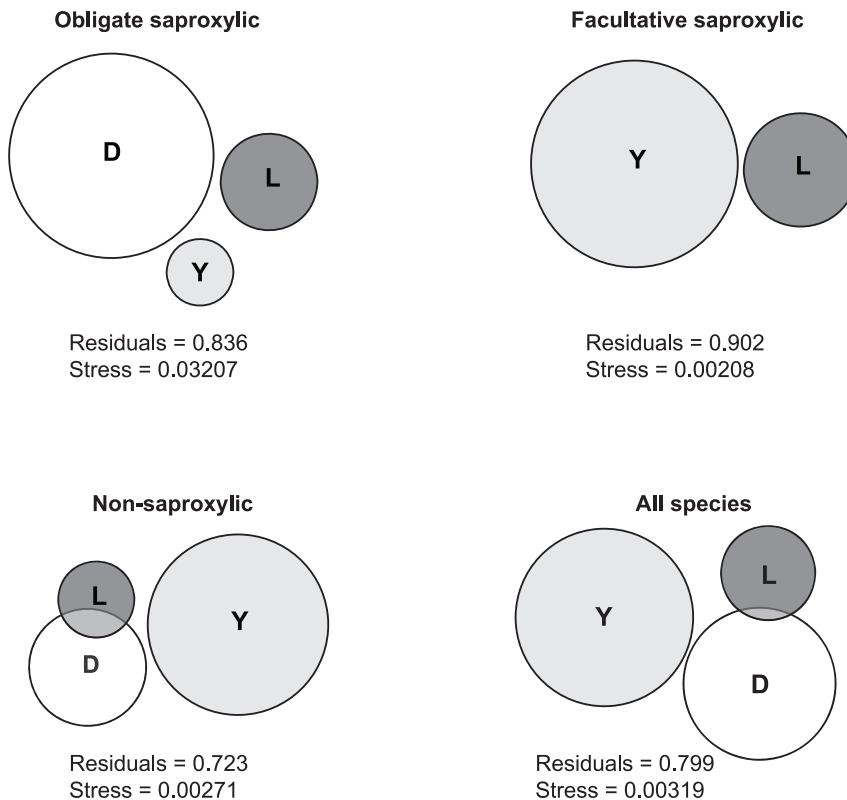 Obligate saproxylic
D
L
Y
Residuals = 0.836
Stress = 0.03207
Facultative saproxylic
Y
L
Residuals = 0.902
Stress = 0.00208
Non-saproxylic
L
Y
D
Residuals = 0.723
Stress = 0.00271
All species
L
Y
D
Residuals = 0.799
Stress = 0.00319